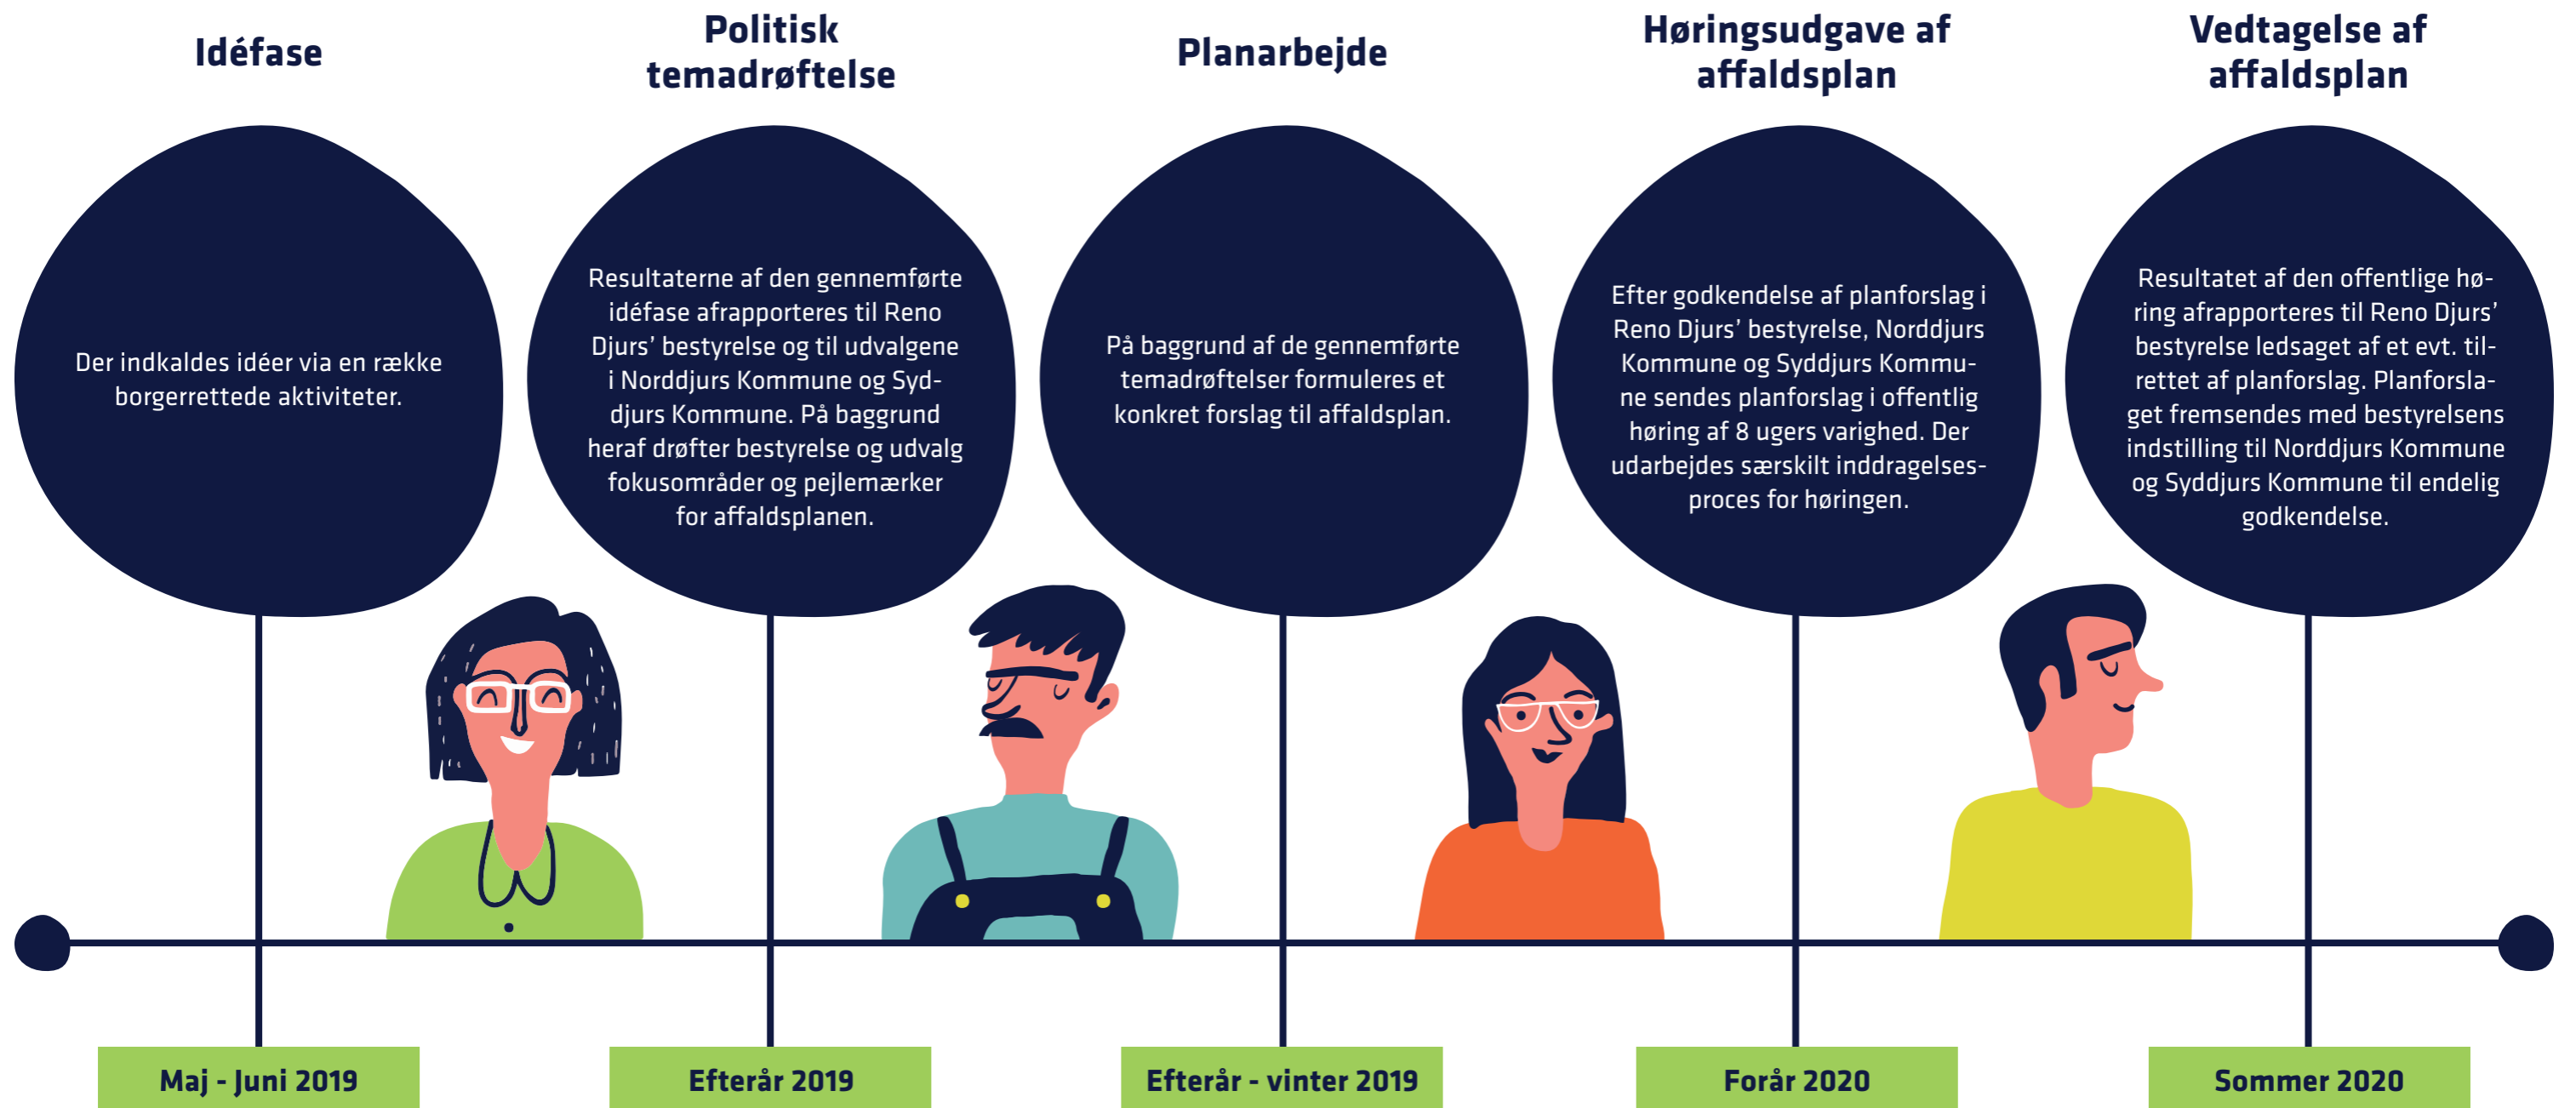 Idéfase
Der indkaldes idéer via en række
borgerrettede aktiviteter.
Maj - Juni 2019
Politisk
temadrøftelse
Resultaterne af den gennemførte
idéfase afrapporteres til Reno
Djurs’ bestyrelse og til udvalgene
i Norddjurs Kommune og Syd-
djurs Kommune. På baggrund
heraf drøfter bestyrelse og udvalg
fokusområder og pejlemærker
for affaldsplanen.
Efterår 2019
Planarbejde
På baggrund af de gennemførte
temadrøftelser formuleres et
konkret forslag til affaldsplan.
Efterår - vinter 2019
Høringsudgave af
affaldsplan
Efter godkendelse af planforslag i
Reno Djurs’ bestyrelse, Norddjurs
Kommune og Syddjurs Kommu-
ne sendes planforslag i offentlig
høring af 8 ugers varighed. Der
udarbejdes særskilt inddragelses-
proces for høringen.
Forår 2020
Vedtagelse af
affaldsplan
Resultatet af den offentlige hø-
ring afrapporteres til Reno Djurs’
bestyrelse ledsaget af et evt. til-
rettet af planforslag. Planforsla-
get fremsendes med bestyrelsens
indstilling til Norddjurs Kommune
og Syddjurs Kommune til endelig
godkendelse.
Sommer 2020